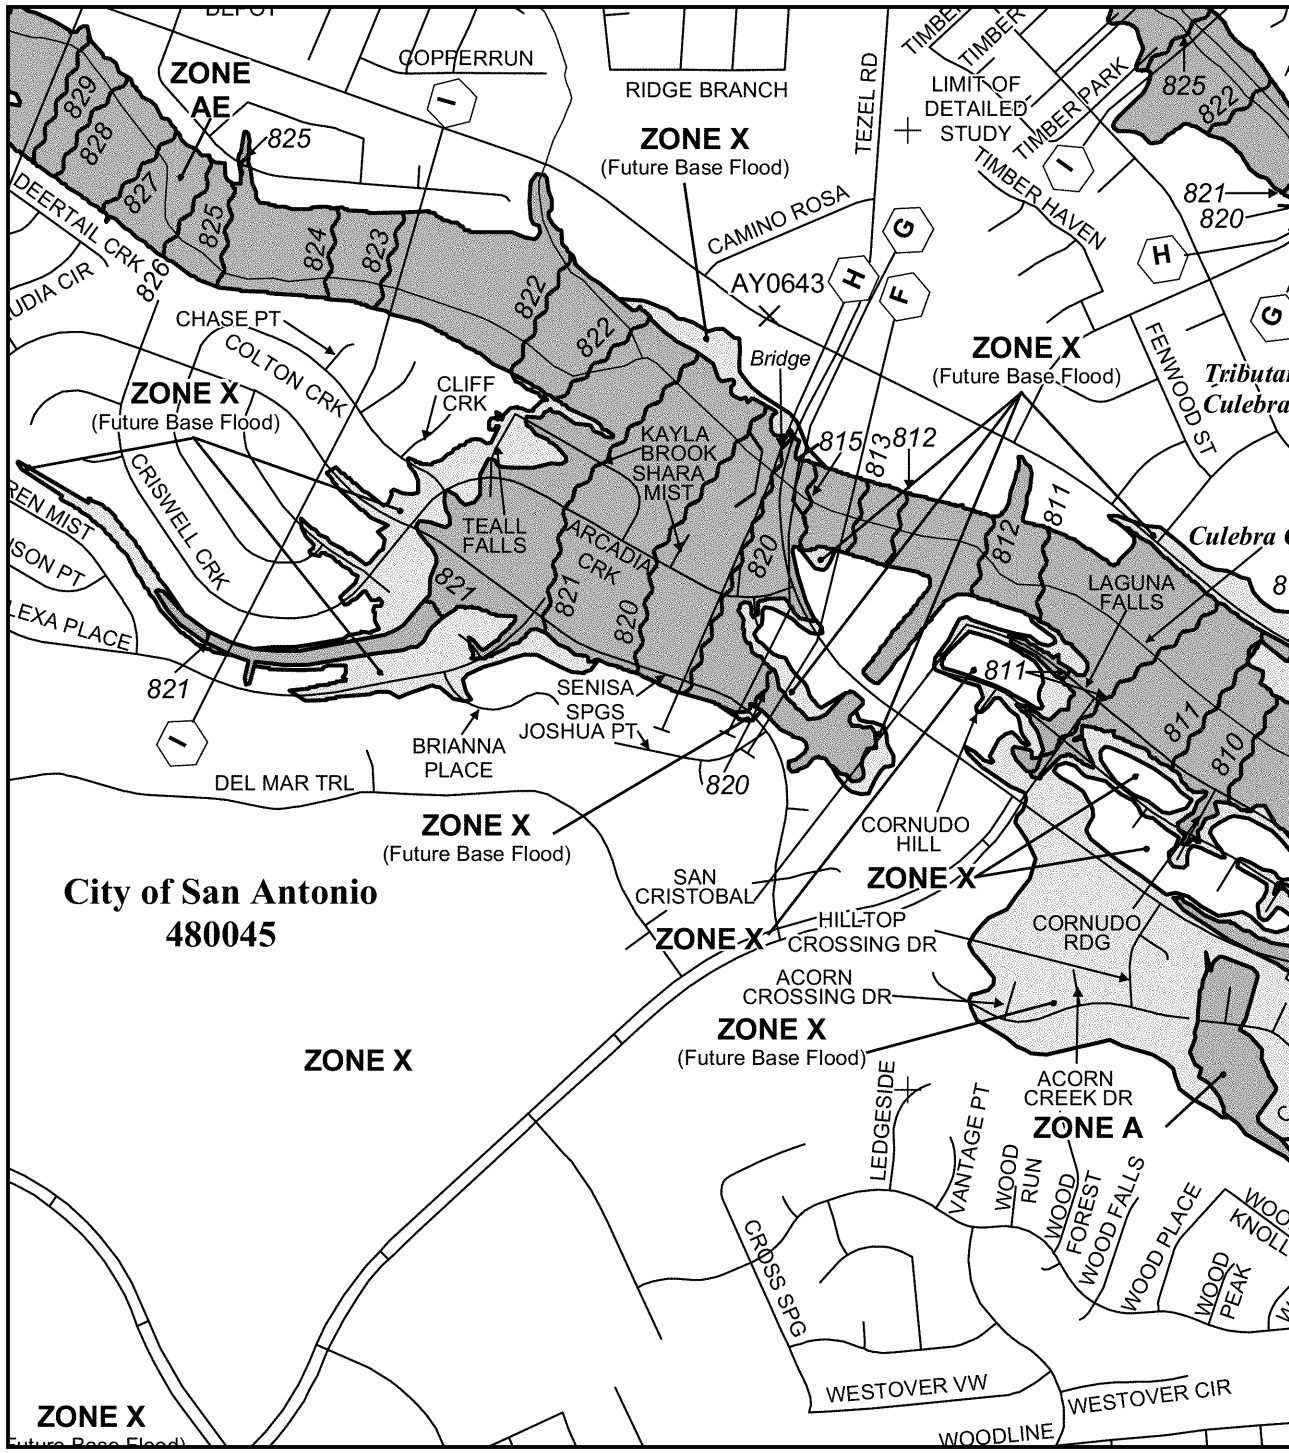 DEPOT
COPPERRUN
ZONE
AE
I
825
829
828
827
825
824
823
822
822
RIDGE BRANCH
ZONE X
(Future Base Flood)
TEZEL RD
TIMBER
TIMBER
LIMIT OF
DETAILED
STUDY
TIMBER PARK
TIMBER HAVEN
I
825
822
821
820
H
G
CAMINO ROSA
AY0643
H
G
F
Bridge
DEERTAIL CRK
UDIA CIR
826
CHASE PT
COLTON CRK
CLIFF
CRK
ZONE X
(Future Base Flood)
ZONE X
(Future Base Flood)
FENWOOD ST
Tributa
Culebra
Culebra
8
CRISWELL CRK
REN MIST
SON PT
LEXA PLACE
821
I
KAYLA
BROOK
SHARA
MIST
TEALL
FALLS
ARCADIA
CRK
821
821
820
820
815
813
812
811
812
LAGUNA
FALLS
811
811
810
SENISA
SPGS
JOSHUA PT
BRIANNA
PLACE
820
DEL MAR TRL
ZONE X
(Future Base Flood)
CORNUDO
HILL
ZONE X
SAN
CRISTOBAL
ZONE X
HILLTOP
CROSSING DR
CORNUDO
RDG
City of San Antonio
480045
ACORN
CROSSING DR
ZONE X
(Future Base Flood)
ZONE X
ACORN
CREEK DR
ZONE A
LEDGESIDE
VANTAGE PT
WOOD
RUN
WOOD
FOREST
WOOD FALLS
WOOD PLACE
WOOD
PEAK
WOO
KNOLL
CROSS SPG
WESTOVER VW
WESTOVER CIR
WOODLINE
ZONE X
Future Base Flood)